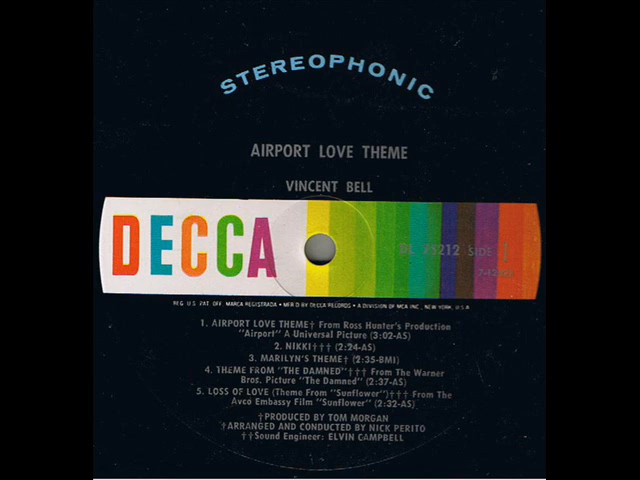 STEREOPHONIC
AIRPORT LOVE THEME
VINCENT BELL
DECCA
SIDE 1
REG. U.S. PAT. OFF. MARCA REGISTRADA • MFR'D BY DECCA RECORDS • A DIVISION OF MCA INC., NEW YORK, U.S.A.
1. AIRPORT LOVE THEME† From Ross Hunter's Production
"Airport" A Universal Picture (3:02-AS)
2. NIKKI††† (2:24-AS)
3. MARILYN'S THEME† (2:35-BMI)
4. THEME FROM "THE DAMNED"††† From The Warner
Bros. Picture "The Damned" (2:37-AS)
5. LOSS OF LOVE (Theme From "Sunflower")††† From The
Avco Embassy Film "Sunflower" (2:32-AS)
†PRODUCED BY TOM MORGAN
†ARRANGED AND CONDUCTED BY NICK PERITO
††Sound Engineer: ELVIN CAMPBELL